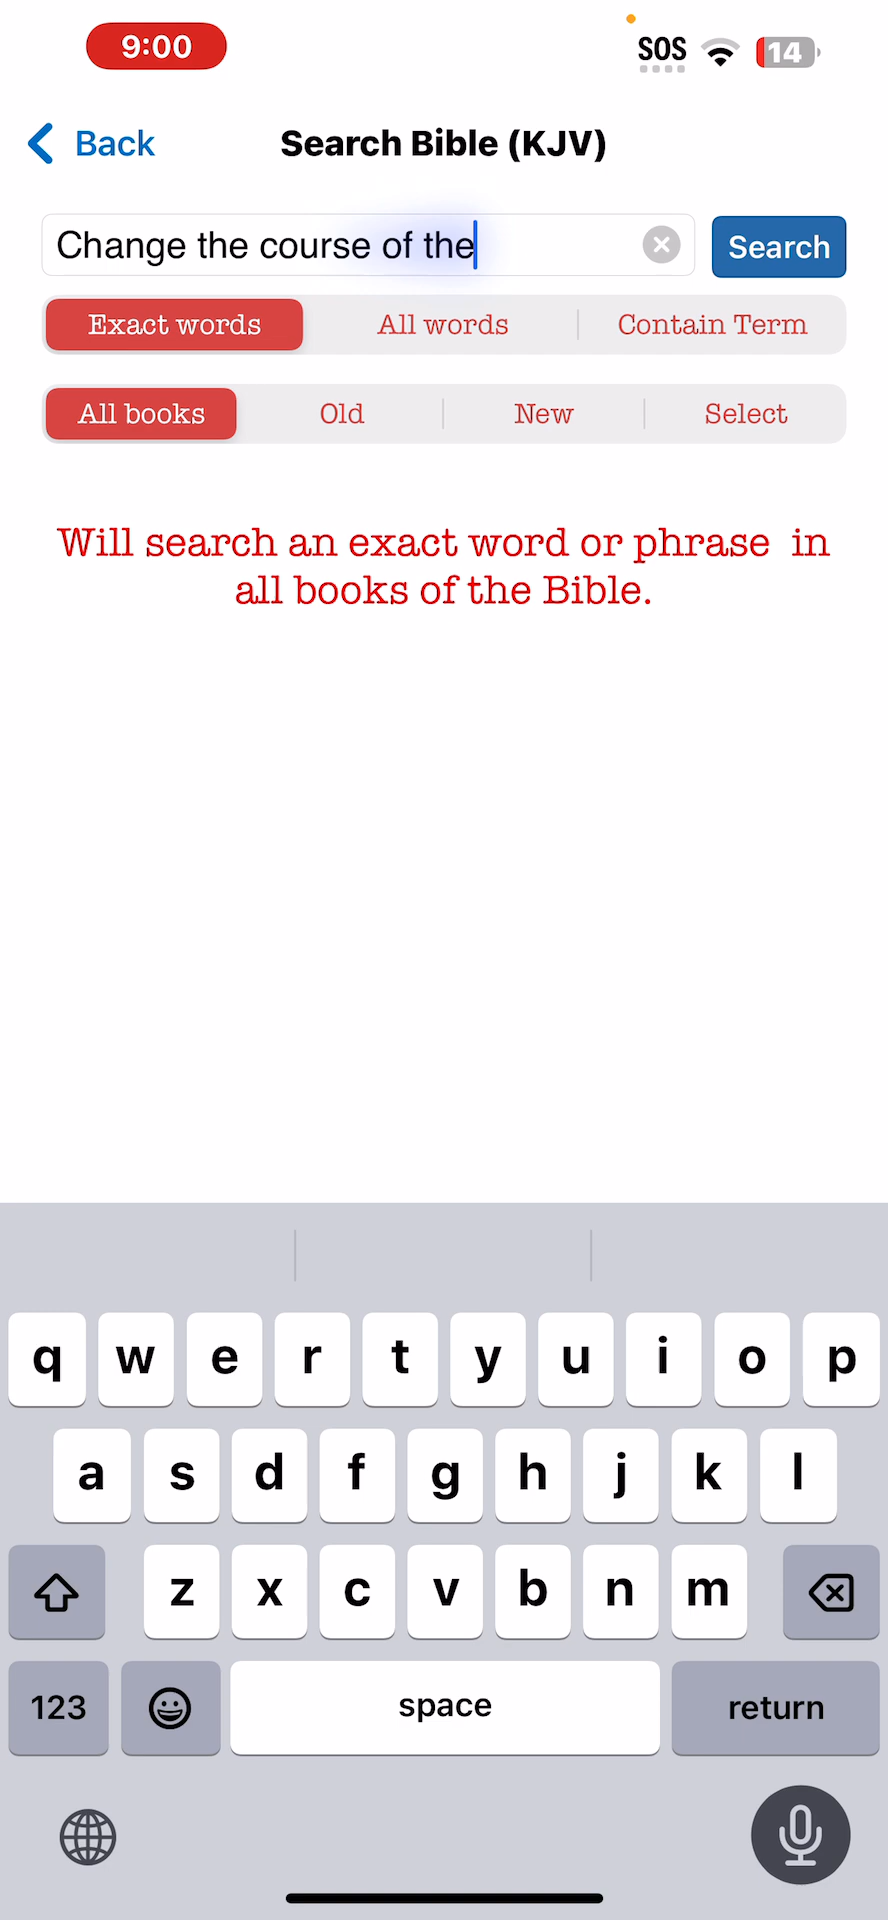 9:00 SOS 14
Back Search Bible (KJV)
Change the course of the Search
Exact words All words Contain Term
All books Old New Select
Will search an exact word or phrase in
all books of the Bible.
q w e r t y u i o p
a s d f g h j k l
z x c v b n m
123 space return